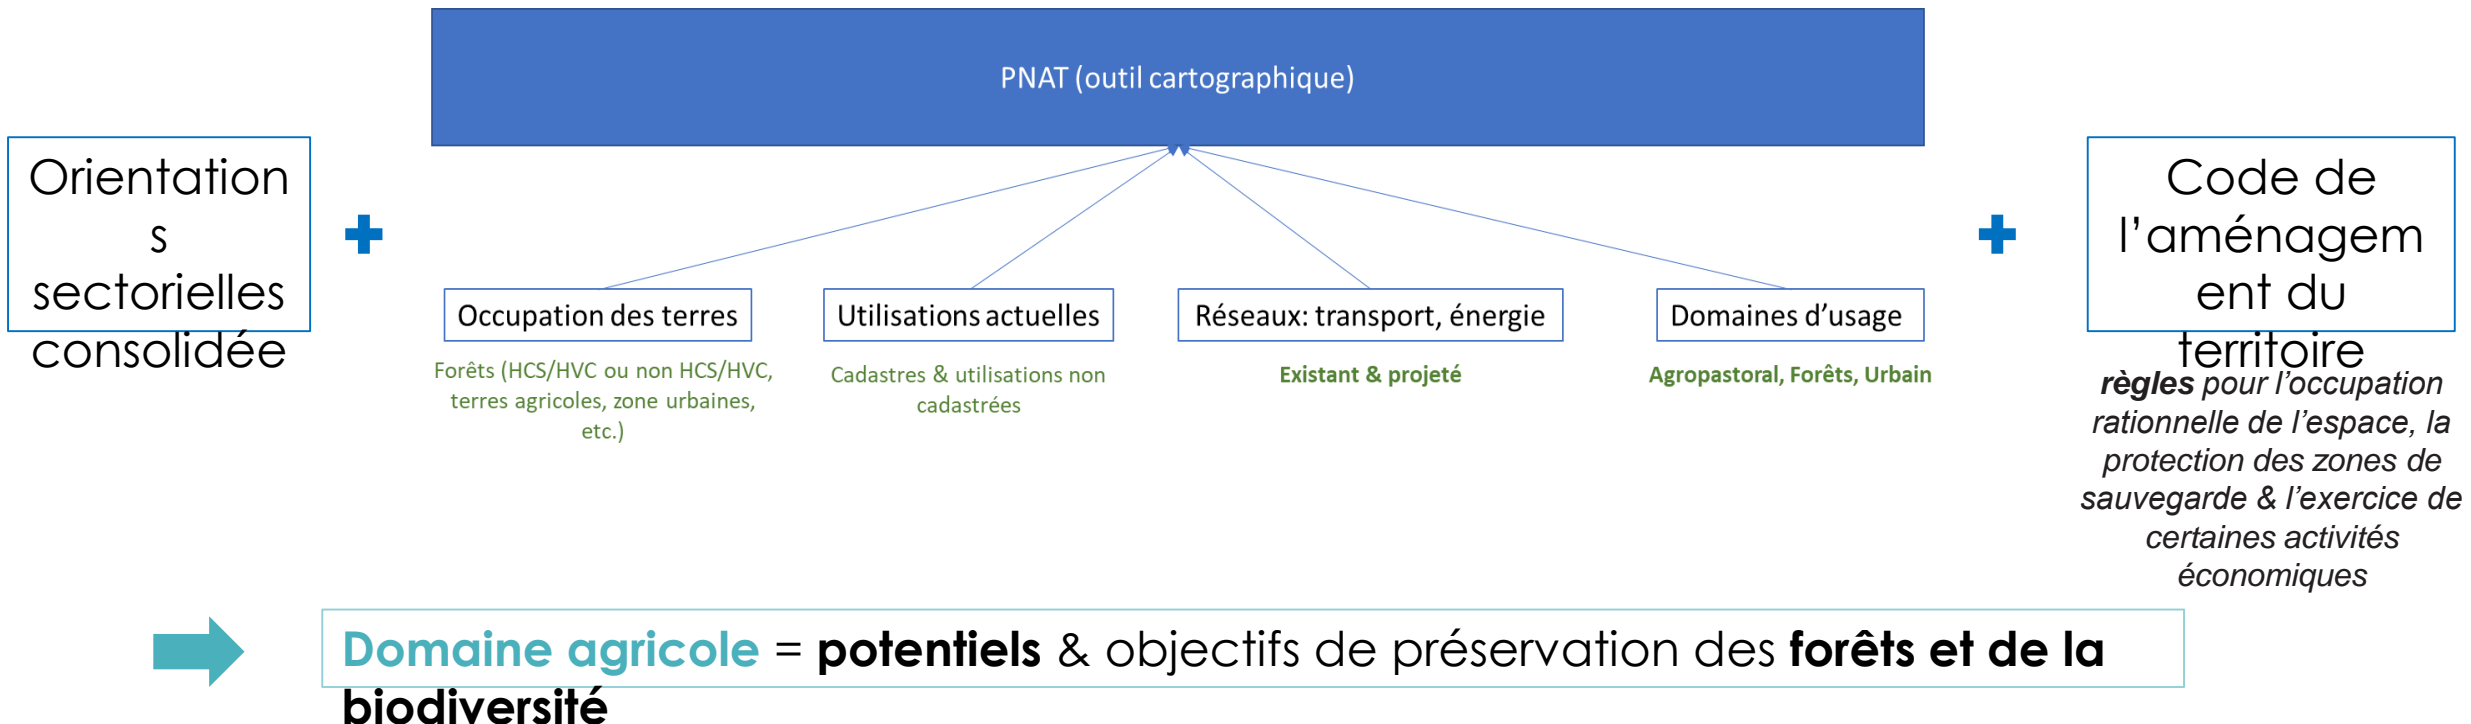 PNAT (outil cartographique)
Orientation
s
sectorielles
consolidée
Occupation des terres
Forêts (HCS/HVC ou non HCS/HVC,
terres agricoles, zone urbaines,
etc.)
Utilisations actuelles
Cadastres & utilisations non
cadastrées
Réseaux: transport, énergie
Existant & projeté
Domaines d’usage
Agropastoral, Forêts, Urbain
Code de
l’aménagem
ent du
territoire
règles pour l’occupation
rationnelle de l’espace, la
protection des zones de
sauvegarde & l’exercice de
certaines activités
économiques
Domaine agricole = potentiels & objectifs de préservation des forêts et de la
biodiversité